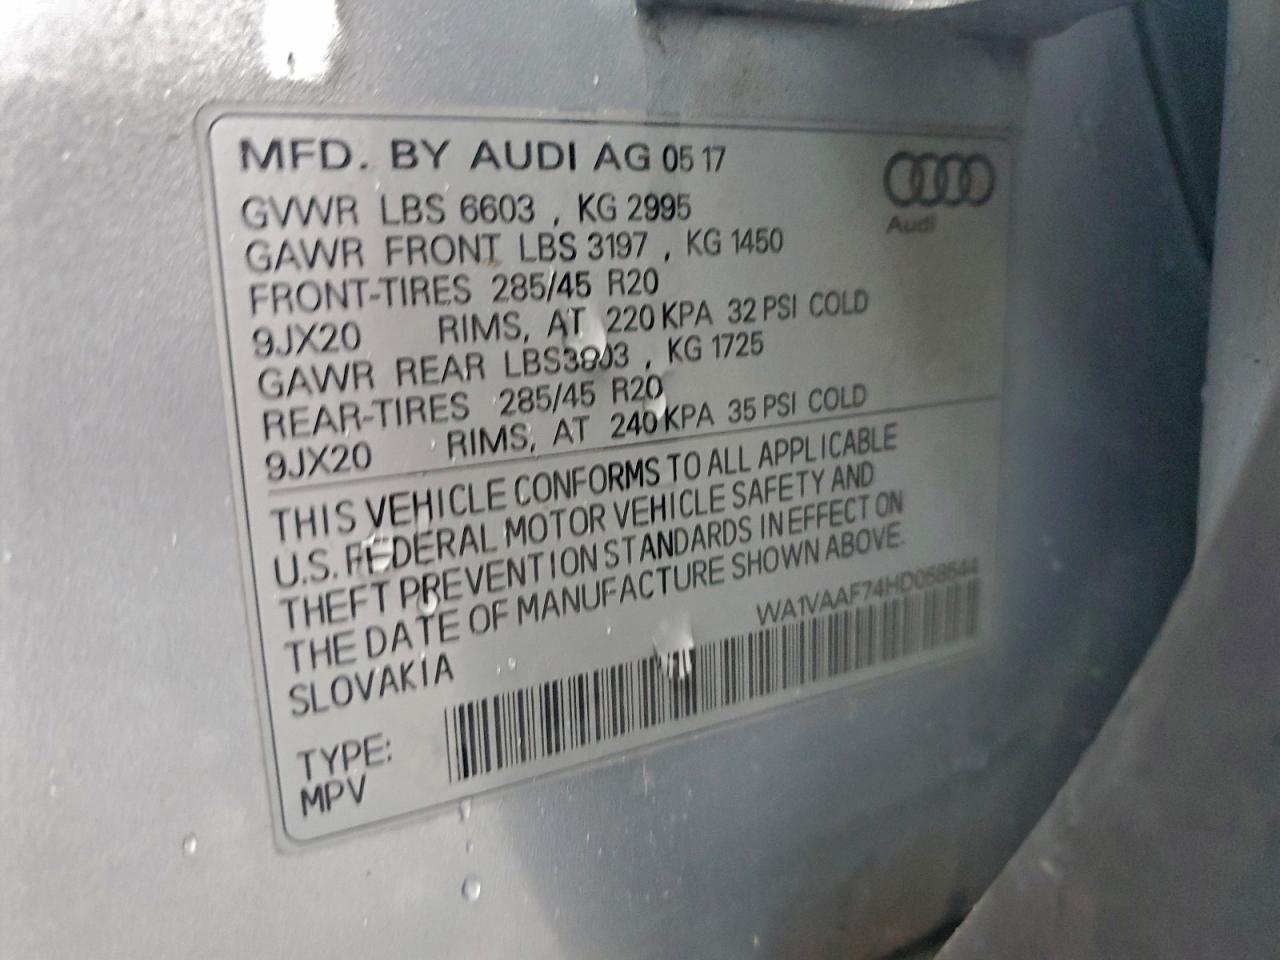 MFD. BY AUDI AG 05 17
GVWR LBS 6603 , KG 2995
Audi
GAWR FRONT LBS 3197 , KG 1450
FRONT-TIRES 285/45 R20
9JX20 RIMS, AT 220 KPA 32 PSI COLD
GAWR REAR LBS3803 , KG 1725
REAR-TIRES 285/45 R20
9JX20 RIMS, AT 240 KPA 35 PSI COLD
THIS VEHICLE CONFORMS TO ALL APPLICABLE
U.S. FEDERAL MOTOR VEHICLE SAFETY AND
THEFT PREVENTION STANDARDS IN EFFECT ON
THE DATE OF MANUFACTURE SHOWN ABOVE.
SLOVAKIA
WA1VAAF74HD058544
TYPE:
MPV